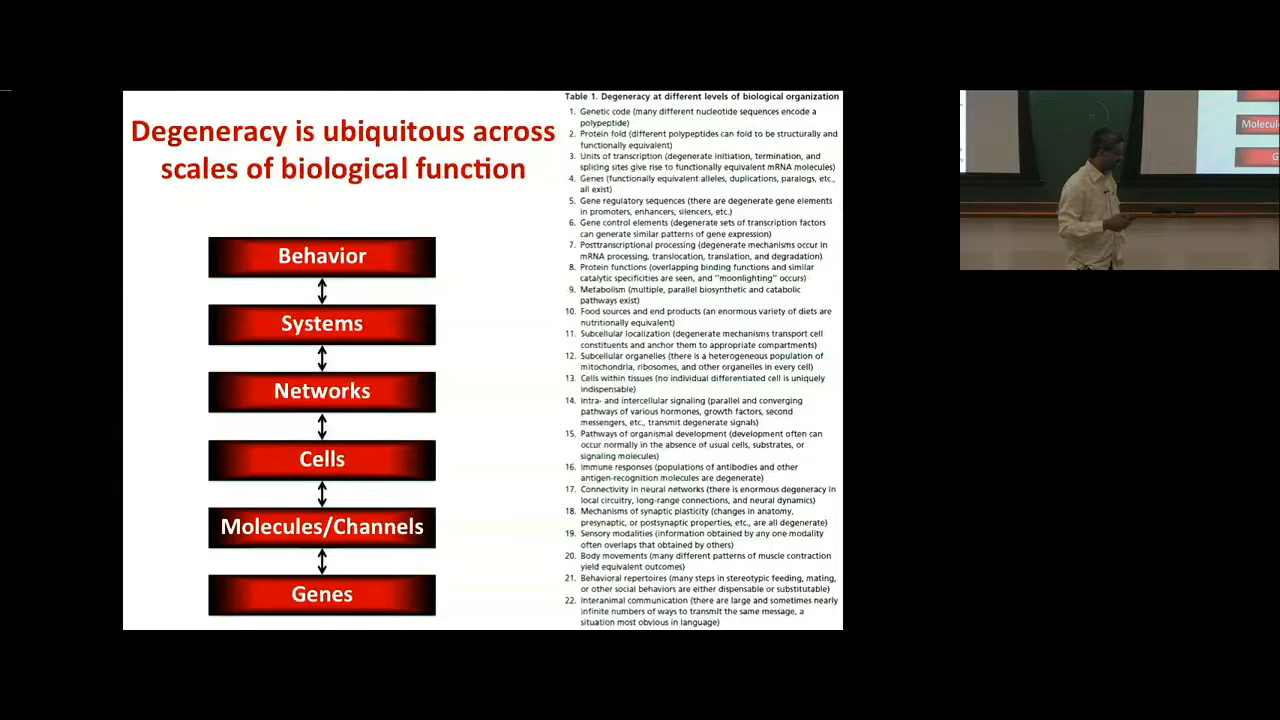 Degeneracy is ubiquitous across
scales of biological function
Behavior
Systems
Networks
Cells
Molecules/Channels
Genes
Table 1. Degeneracy at different levels of biological organization
1. Genetic code (many different nucleotide sequences encode a
polypeptide)
2. Protein fold (different polypeptides can fold to be structurally and
functionally equivalent)
3. Units of transcription (degenerate initiation, termination, and
splicing sites give rise to functionally equivalent mRNA molecules)
4. Genes (functionally equivalent alleles, duplications, paralogs, etc.,
all exist)
5. Gene regulatory sequences (there are degenerate gene elements
in promoters, enhancers, silencers, etc.)
6. Gene control elements (degenerate sets of transcription factors
can generate similar patterns of gene expression)
7. Posttranscriptional processing (degenerate mechanisms occur in
mRNA processing, translocation, translation, and degradation)
8. Protein functions (overlapping binding functions and similar
catalytic specificities are seen, and "moonlighting" occurs)
9. Metabolism (multiple, parallel biosynthetic and catabolic
pathways exist)
10. Food sources and end products (an enormous variety of diets are
nutritionally equivalent)
11. Subcellular localization (degenerate mechanisms transport cell
constituents and anchor them to appropriate compartments)
12. Subcellular organelles (there is a heterogeneous population of
mitochondria, ribosomes, and other organelles in every cell)
13. Cells within tissues (no individual differentiated cell is uniquely
indispensable)
14. Intra- and intercellular signaling (parallel and converging
pathways of various hormones, growth factors, second
messengers, etc., transmit degenerate signals)
15. Pathways of organismal development (development often can
occur normally in the absence of usual cells, substrates, or
signaling molecules)
16. Immune responses (populations of antibodies and other
antigen-recognition molecules are degenerate)
17. Connectivity in neural networks (there is enormous degeneracy in
local circuitry, long-range connections, and neural dynamics)
18. Mechanisms of synaptic plasticity (changes in anatomy,
presynaptic, or postsynaptic properties, etc., are all degenerate)
19. Sensory modalities (information obtained by any one modality
often overlaps that obtained by others)
20. Body movements (many different patterns of muscle contraction
yield equivalent outcomes)
21. Behavioral repertoires (many steps in stereotypic feeding, mating,
or other social behaviors are either dispensable or substitutable)
22. Interanimal communication (there are large and sometimes nearly
infinite numbers of ways to transmit the same message, a
situation most obvious in language)
Molecul
G